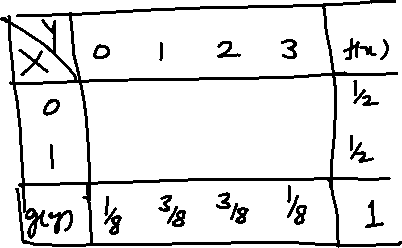 Y
X 0 1 2 3 f(x)
0 1/2
1 1/2
g(y) 1/8 3/8 3/8 1/8 1